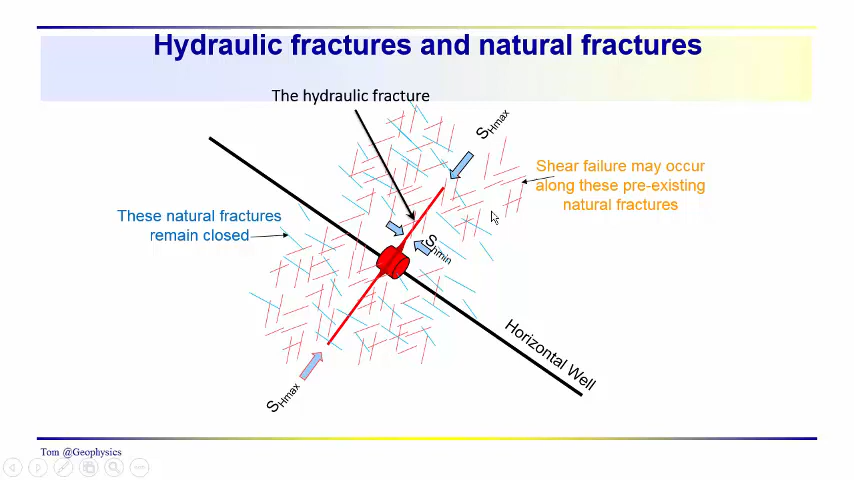 Hydraulic fractures and natural fractures
The hydraulic fracture
SHmax
Shear failure may occur
along these pre-existing
natural fractures
These natural fractures
remain closed
Shmin
Horizontal Well
SHmax
Tom @Geophysics